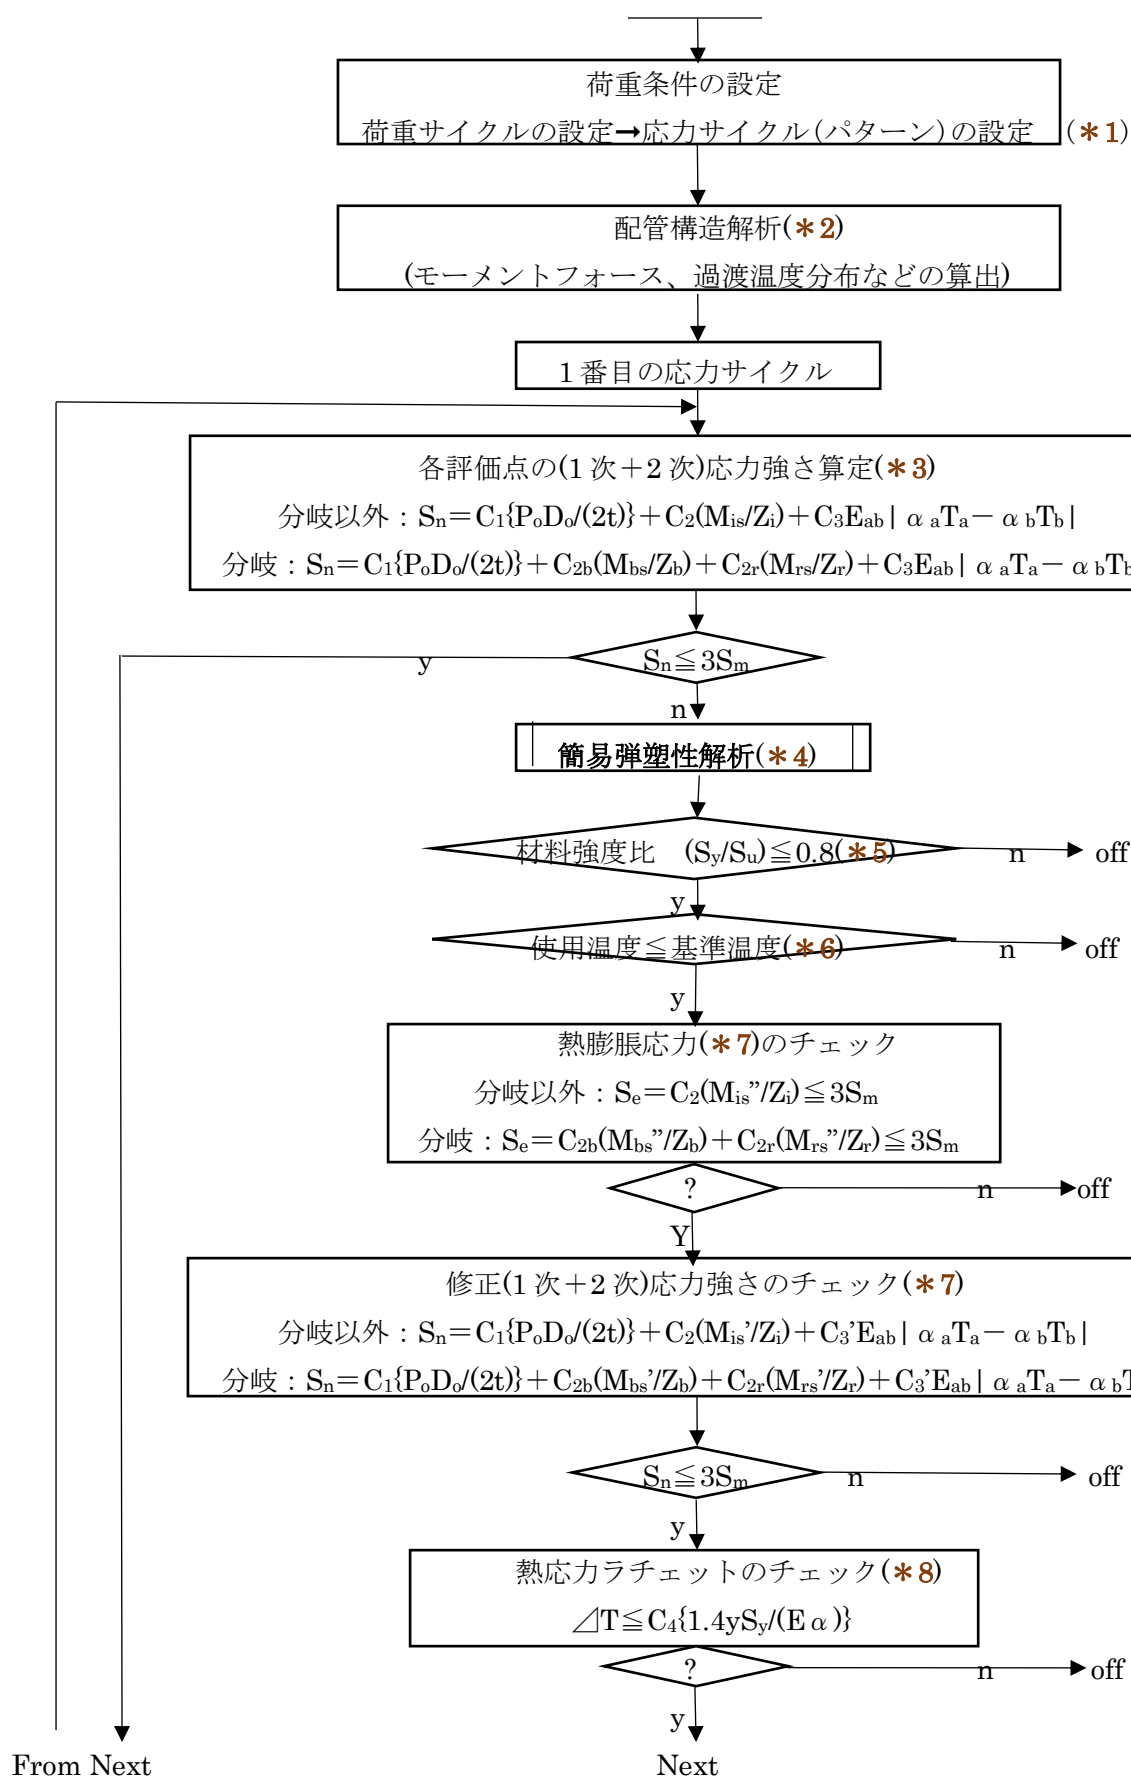 荷重条件の設定
荷重サイクルの設定→応力サイクル(パターン)の設定 (＊1)
配管構造解析(＊2)
(モーメントフォース、過渡温度分布などの算出)
1番目の応力サイクル
各評価点の(1次＋2次)応力強さ算定(＊3)
分岐以外：Sn＝C1{PoDo/(2t)}＋C2(Mis/Zi)＋C3Eab|αaTa－αbTb|
分岐：Sn＝C1{PoDo/(2t)}＋C2b(Mbs/Zb)＋C2r(Mrs/Zr)＋C3Eab|αaTa－αbTb
Sn≦3Sm
y
n
簡易弾塑性解析(＊4)
材料強度比 (Sy/Su)≦0.8(＊5)
n
off
y
使用温度≦基準温度(＊6)
n
off
y
熱膨脹応力(＊7)のチェック
分岐以外：Se＝C2(Mis”/Zi)≦3Sm
分岐：Se＝C2b(Mbs”/Zb)＋C2r(Mrs”/Zr)≦3Sm
?
n
off
Y
修正(1次＋2次)応力強さのチェック(＊7)
分岐以外：Sn＝C1{PoDo/(2t)}＋C2(Mis’/Zi)＋C3’Eab|αaTa－αbTb|
分岐：Sn＝C1{PoDo/(2t)}＋C2b(Mbs’/Zb)＋C2r(Mrs’/Zr)＋C3’Eab|αaTa－αbT
Sn≦3Sm
n
off
y
熱応力ラチェットのチェック(＊8)
⊿T≦C4{1.4ySy/(Eα)}
?
n
off
y
From Next
Next